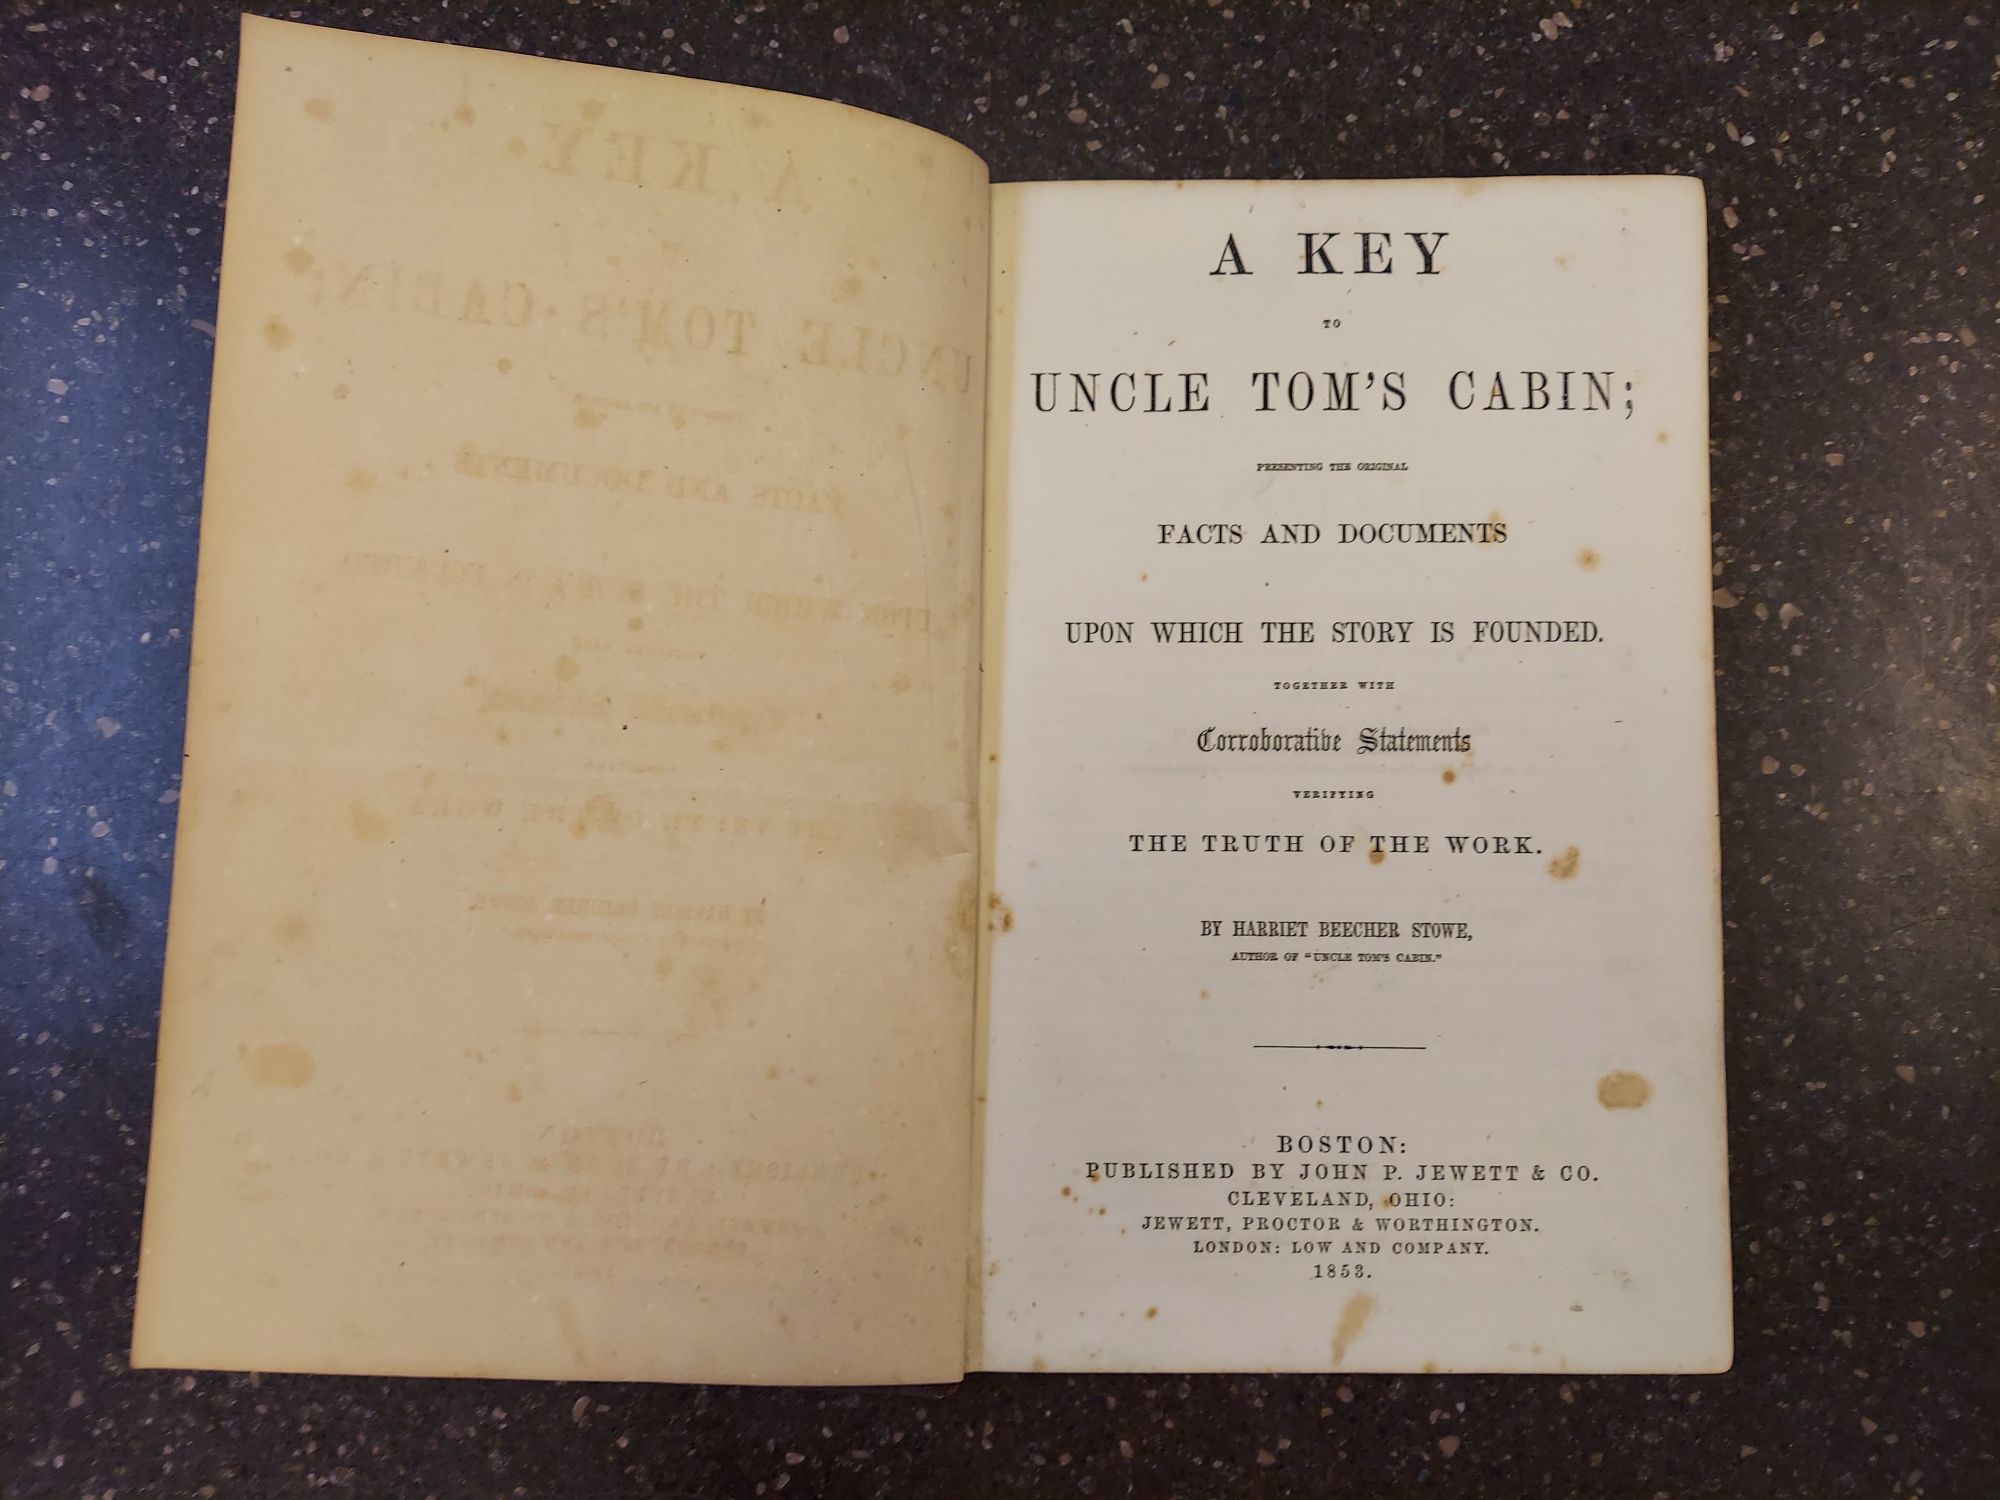 A KEY
TO
UNCLE TOM'S CABIN;
PRESENTING THE ORIGINAL
FACTS AND DOCUMENTS
UPON WHICH THE STORY IS FOUNDED.
TOGETHER WITH
Corroborative Statements
VERIFYING
THE TRUTH OF THE WORK.
BY HARRIET BEECHER STOWE,
AUTHOR OF "UNCLE TOM'S CABIN."
BOSTON:
PUBLISHED BY JOHN P. JEWETT & CO.
CLEVELAND, OHIO:
JEWETT, PROCTOR & WORTHINGTON.
LONDON: LOW AND COMPANY.
1853.